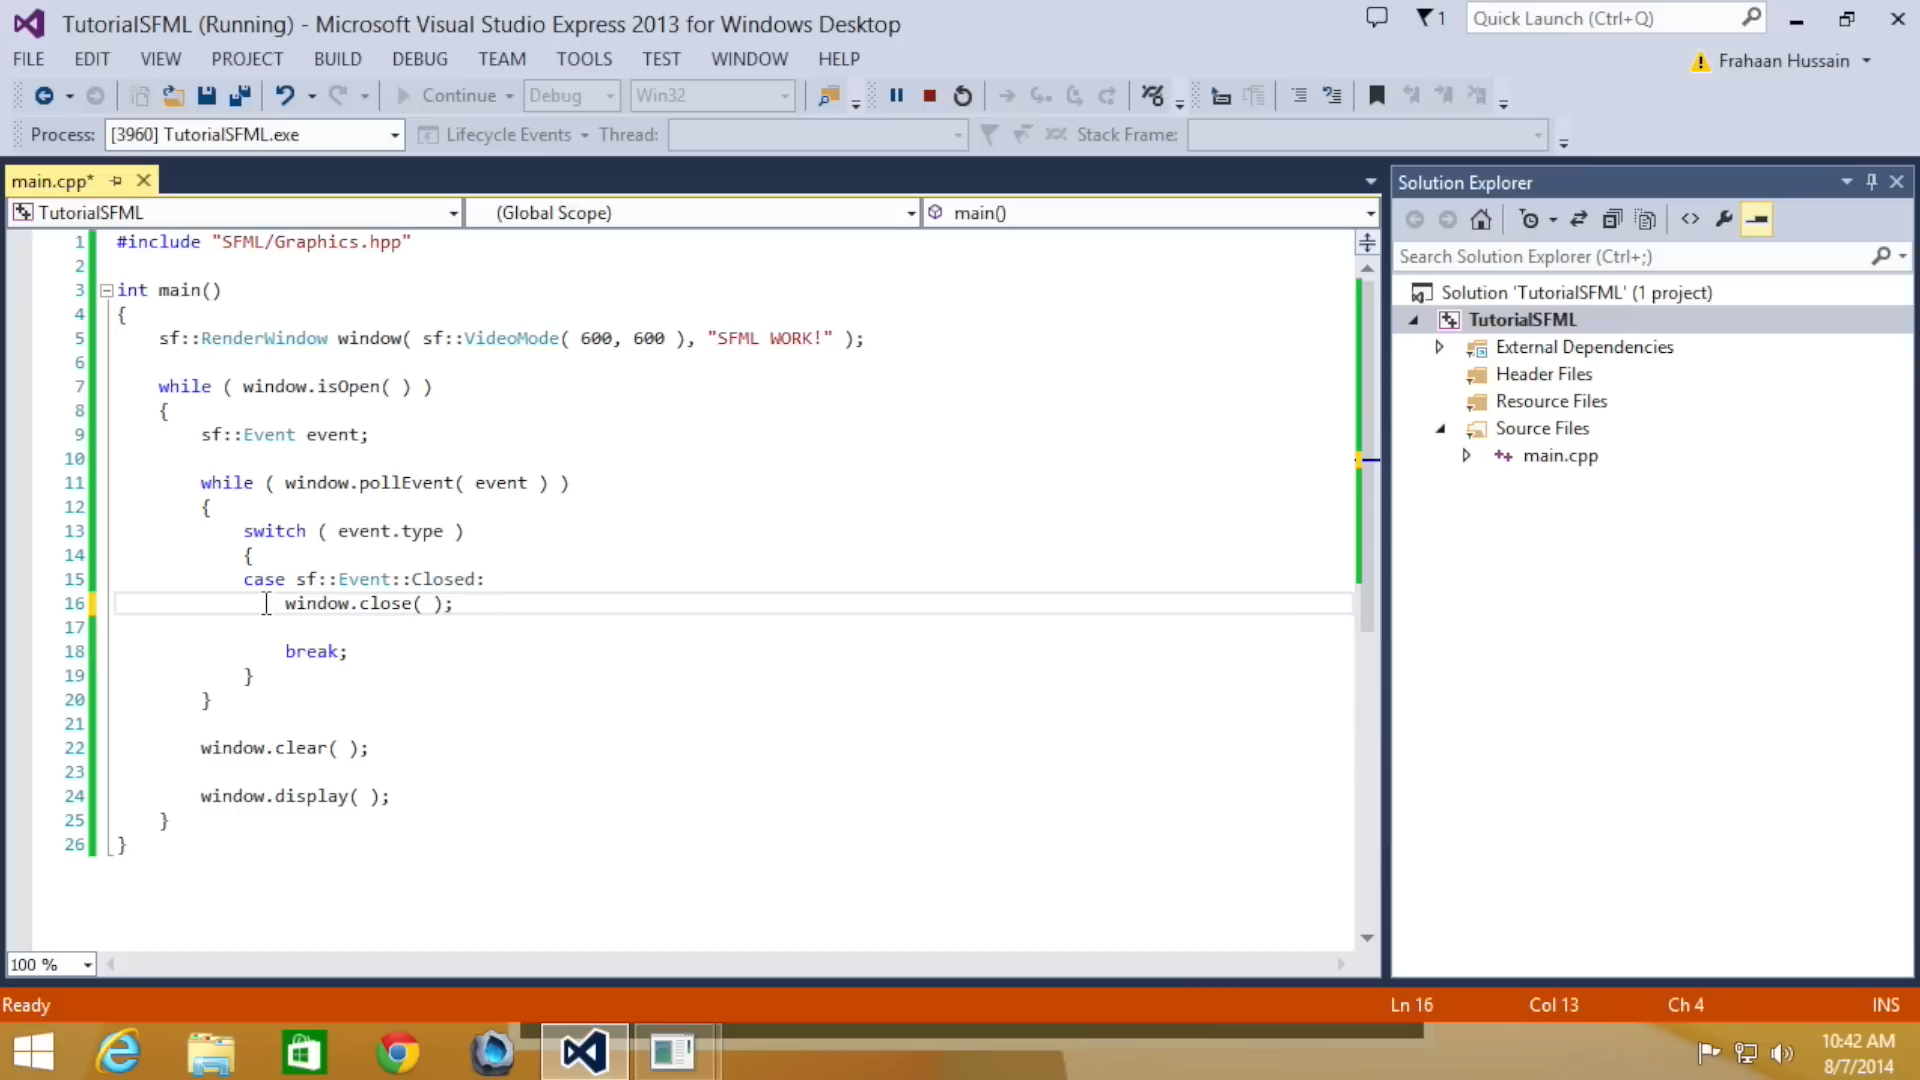 TutorialSFML (Running) - Microsoft Visual Studio Express 2013 for Windows Desktop
1
Quick Launch (Ctrl+Q)
FILE EDIT VIEW PROJECT BUILD DEBUG TEAM TOOLS TEST WINDOW HELP
Frahaan Hussain
Continue Debug Win32
Process: [3960] TutorialSFML.exe Lifecycle Events Thread: Stack Frame:
main.cpp*
TutorialSFML (Global Scope) main()
1 #include "SFML/Graphics.hpp"
2
3 int main()
4 {
5 sf::RenderWindow window( sf::VideoMode( 600, 600 ), "SFML WORK!" );
6
7 while ( window.isOpen( ) )
8 {
9 sf::Event event;
10
11 while ( window.pollEvent( event ) )
12 {
13 switch ( event.type )
14 {
15 case sf::Event::Closed:
16 window.close( );
17
18 break;
19 }
20 }
21
22 window.clear( );
23
24 window.display( );
25 }
26 }
100 %
Solution Explorer
Search Solution Explorer (Ctrl+;)
Solution 'TutorialSFML' (1 project)
TutorialSFML
External Dependencies
Header Files
Resource Files
Source Files
main.cpp
Ready Ln 16 Col 13 Ch 4 INS
10:42 AM
8/7/2014